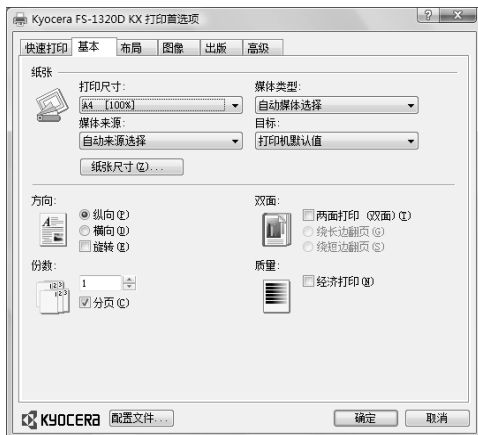 Kyocera FS-1320D KX 打印首选项
快速打印 基本 布局 图像 出版 高级
纸张
打印尺寸: 媒体类型:
A4 [100%] 自动媒体选择
媒体来源: 目标:
自动来源选择 打印机默认值
纸张尺寸(Z)...
方向: 双面:
纵向(P) 两面打印 (双面)(T)
横向(D) 绕长边翻页(G)
旋转(E) 绕短边翻页(S)
份数: 质量:
1 经济打印(N)
分页(C)
KYOCERA 配置文件... 确定 取消